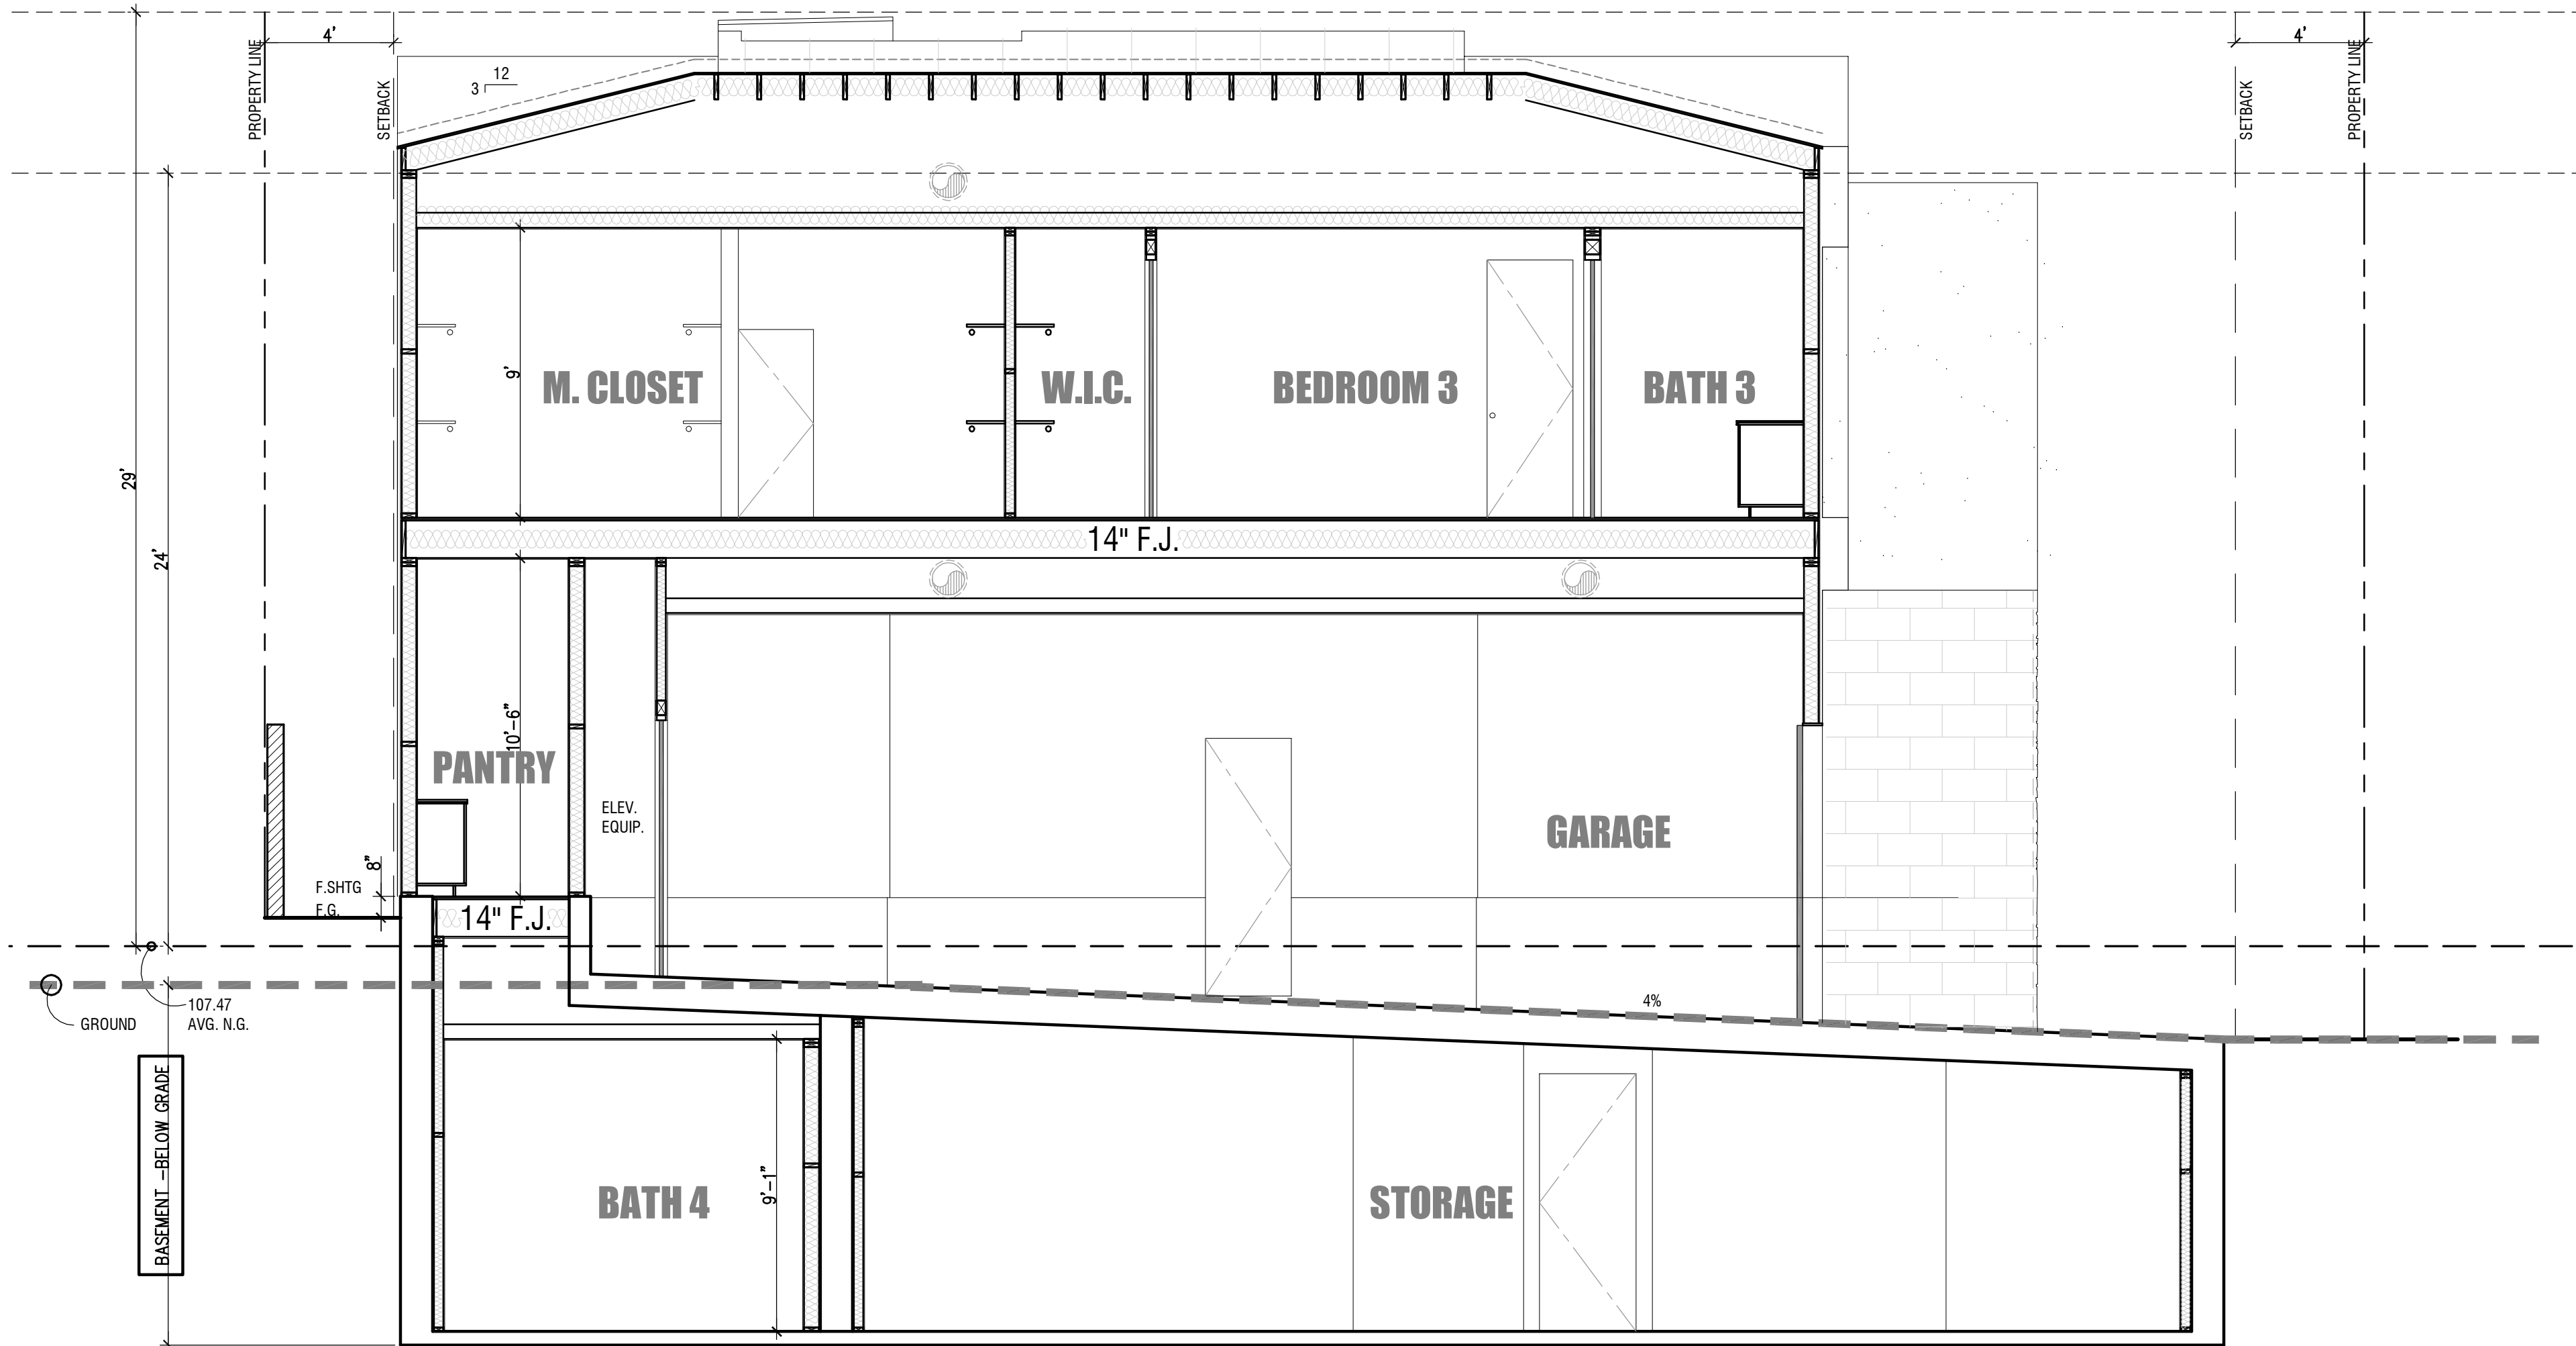 4'
4'
PROPERTY LINE
SETBACK
SETBACK
PROPERTY LINE
12
3
9'
M. CLOSET
W.I.C.
BEDROOM 3
BATH 3
29'
24'
14" F.J.
10'-6"
PANTRY
ELEV.
EQUIP.
GARAGE
8"
F.SHTG
F.G.
14" F.J.
107.47
AVG. N.G.
GROUND
4%
BASEMENT -BELOW GRADE
BATH 4
9'-1"
STORAGE